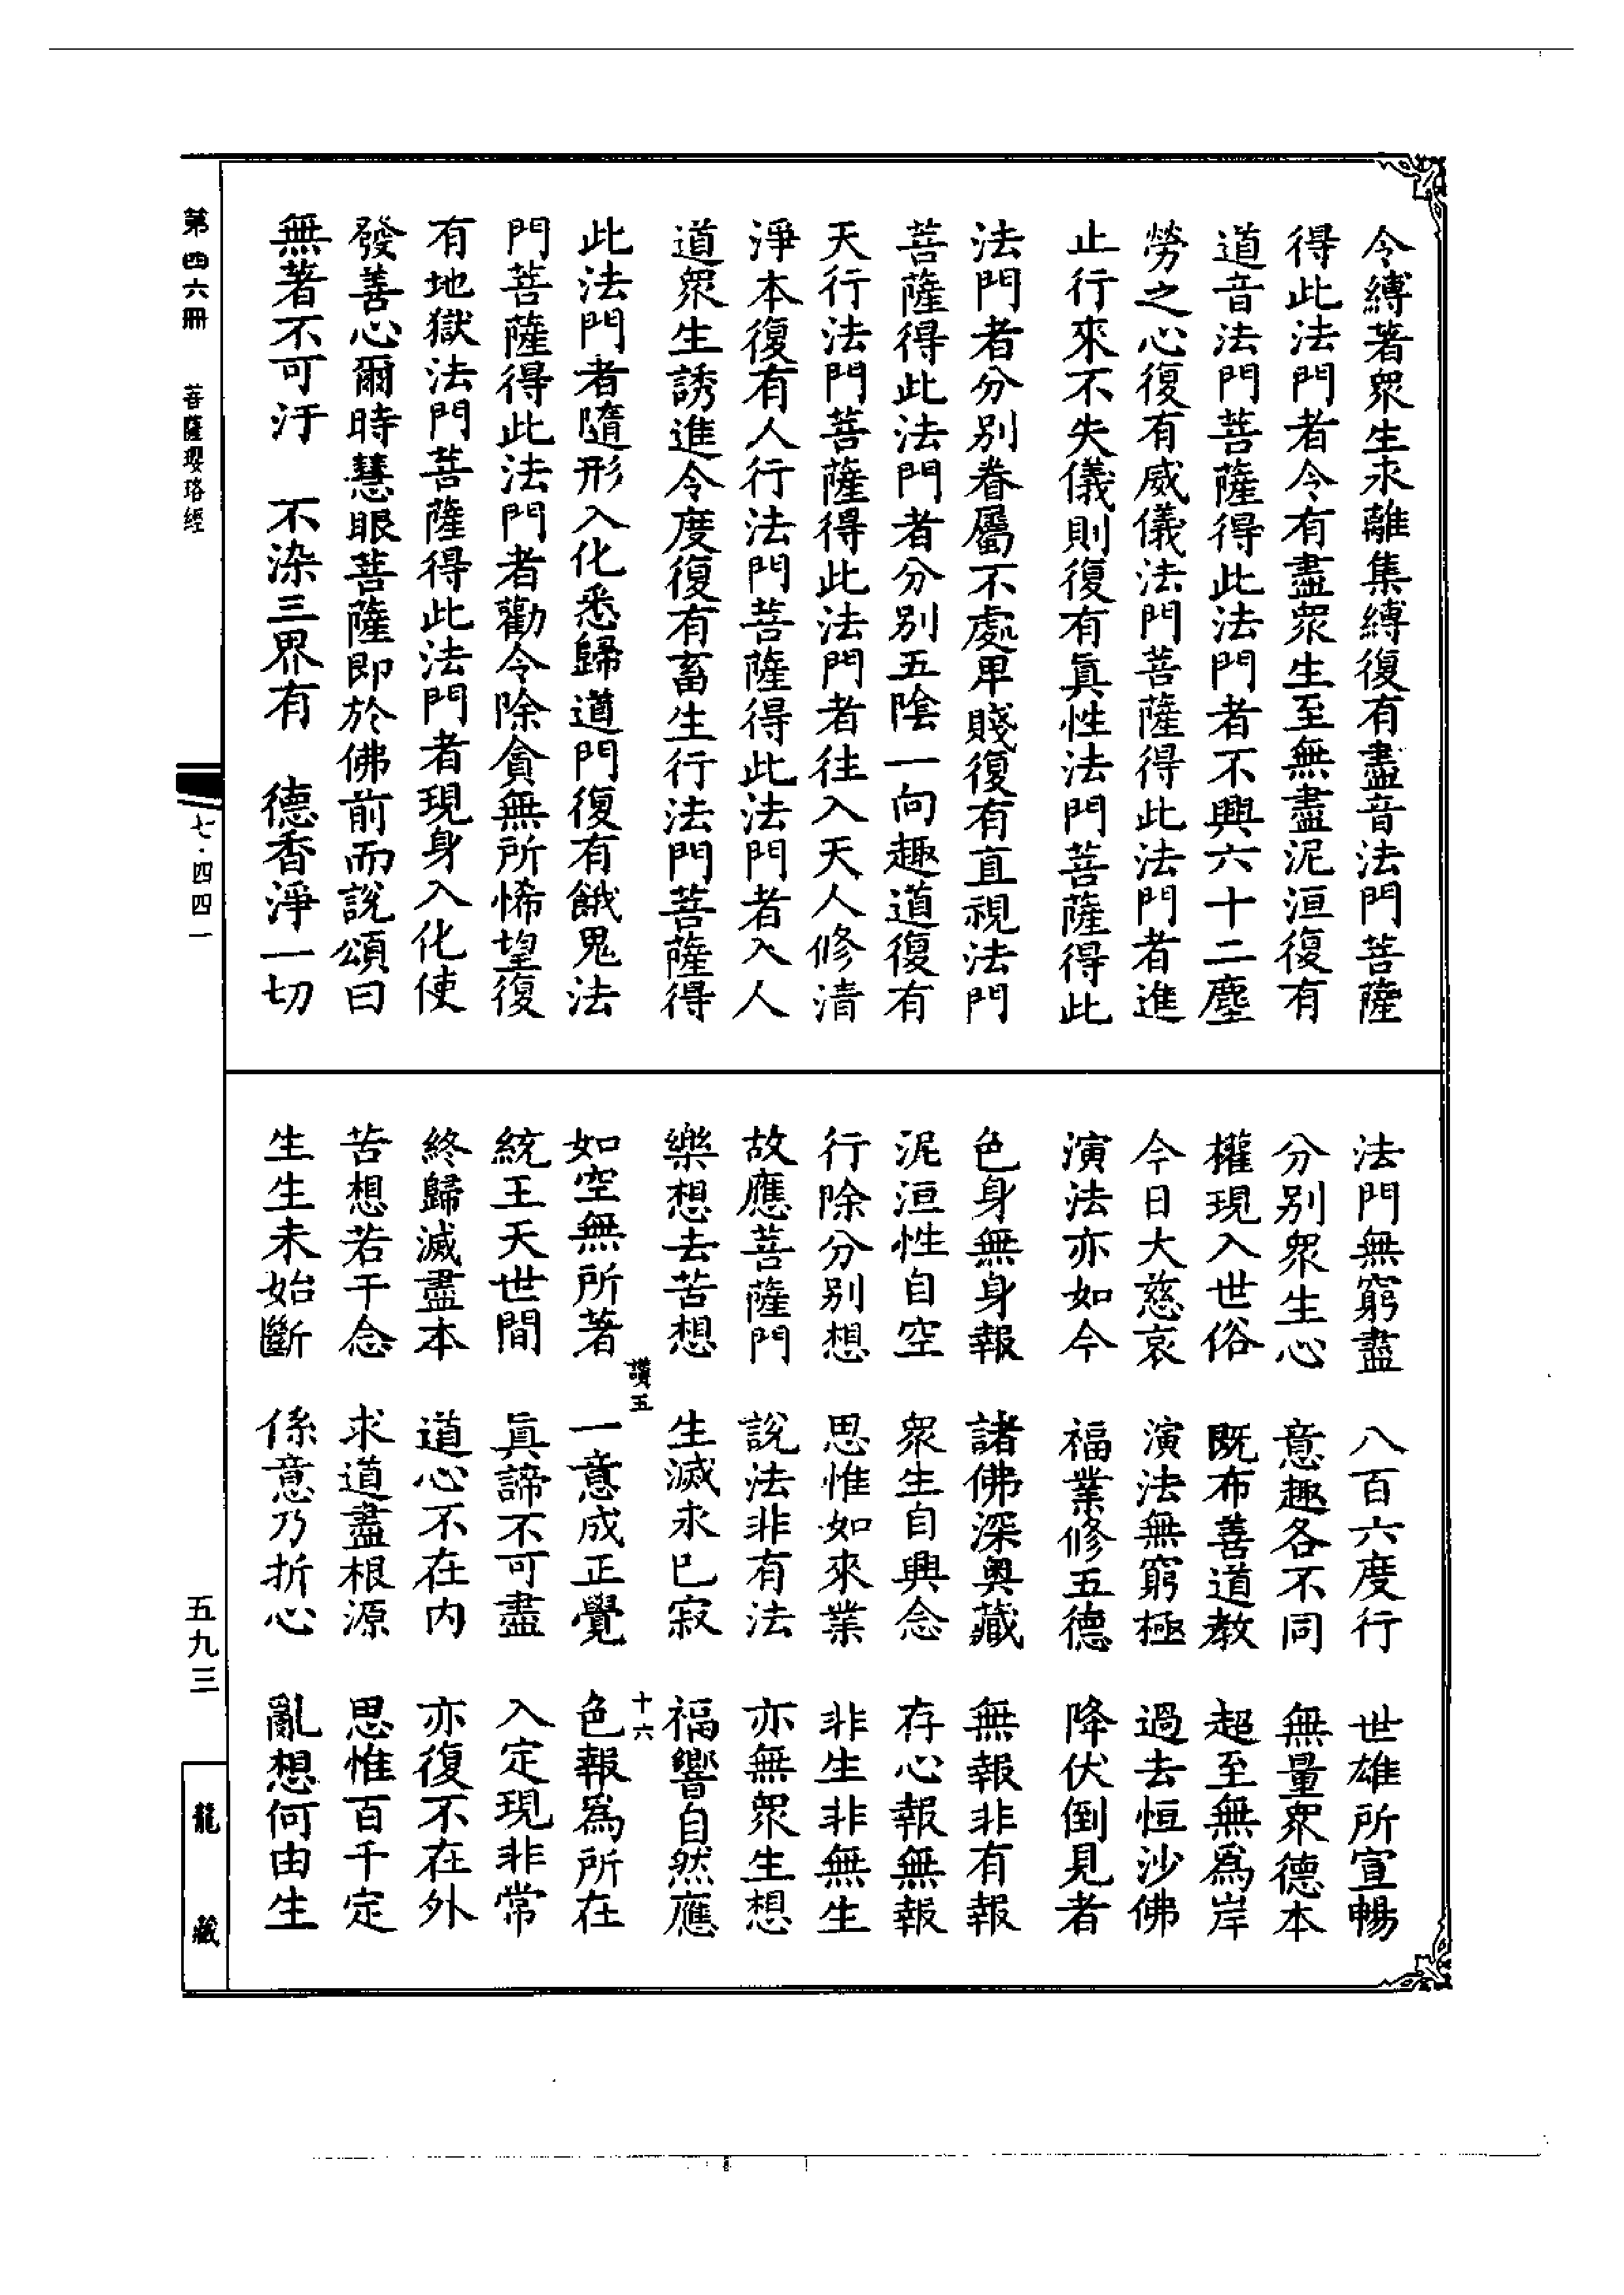 令縛著眾生永離集縛復有盡音法門菩薩
得此法門者令有盡眾生至無盡泥洹復有
道音法門菩薩得此法門者不興六十二塵
勞之心復有威儀法門菩薩得此法門者進
止行來不失儀則復有真性法門菩薩得此
法門者分別眷屬不處卑賤復有直視法門
菩薩得此法門者分別五陰一向趣道復有
天行法門菩薩得此法門者往入天人修清
淨本復有人行法門菩薩得此法門者入人
道眾生誘進令度復有畜生行法門菩薩得
此法門者隨形入化悉歸道門復有餓鬼法
門菩薩得此法門者勸令除貪無所悕望復
有地獄法門菩薩得此法門者現身入化使
發善心爾時慧眼菩薩即於佛前而說頌曰
無著不可汙　不染三界有　德香淨一切
法門無窮盡　八百六度行　世雄所宣暢
分別眾生心　意趣各不同　無量眾德本
權現入世俗　既布善道教　超至無為岸
今日大慈哀　演法無窮極　過去恒沙佛
演法亦如今　福業修五德　降伏倒見者
色身無身報　諸佛深奧藏　無報非有報
泥洹性自空　眾生自興念　存心報無報
行除分別想　思惟如來業　非生非無生
故應菩薩門　說法非有法　亦無眾生想
樂想去苦想　生滅永已寂　福響自然應
讚五　十六
如空無所著　一意成正覺　色報為所在
統王天世間　真諦不可盡　入定現非常
終歸滅盡本　道心不在內　亦復不在外
苦想若干念　求道盡根源　思惟百千定
生生未始斷　係意乃折心　亂想何由生
第四六冊　菩薩瓔珞經
七·四四一
五九三
龍藏